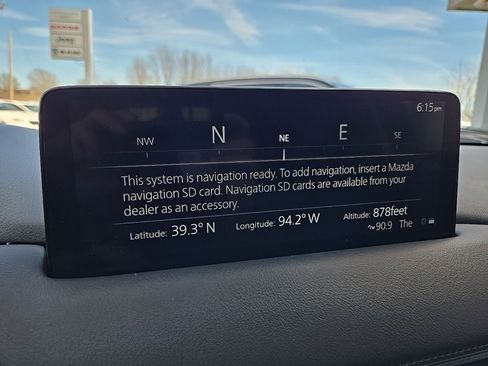 6:15 pm
NW N NE E SE
This system is navigation ready. To add navigation, insert a Mazda
navigation SD card. Navigation SD cards are available from your
dealer as an accessory.
Latitude: 39.3° N Longitude: 94.2° W Altitude: 878feet
FM 90.9 The